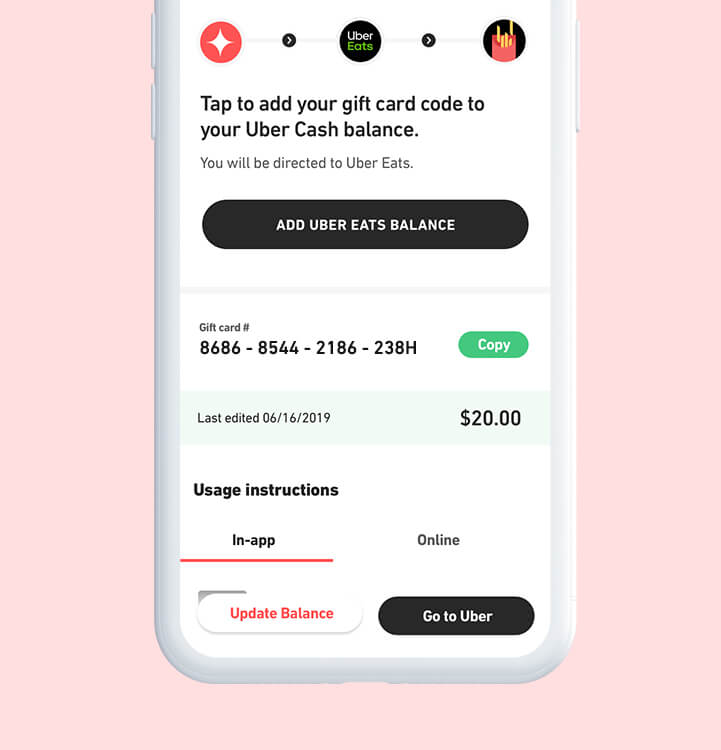 Uber
Eats
Tap to add your gift card code to
your Uber Cash balance.
You will be directed to Uber Eats.
ADD UBER EATS BALANCE
Gift card #
8686 - 8544 - 2186 - 238H
Copy
Last edited 06/16/2019
$20.00
Usage instructions
In-app
Online
Update Balance
Go to Uber